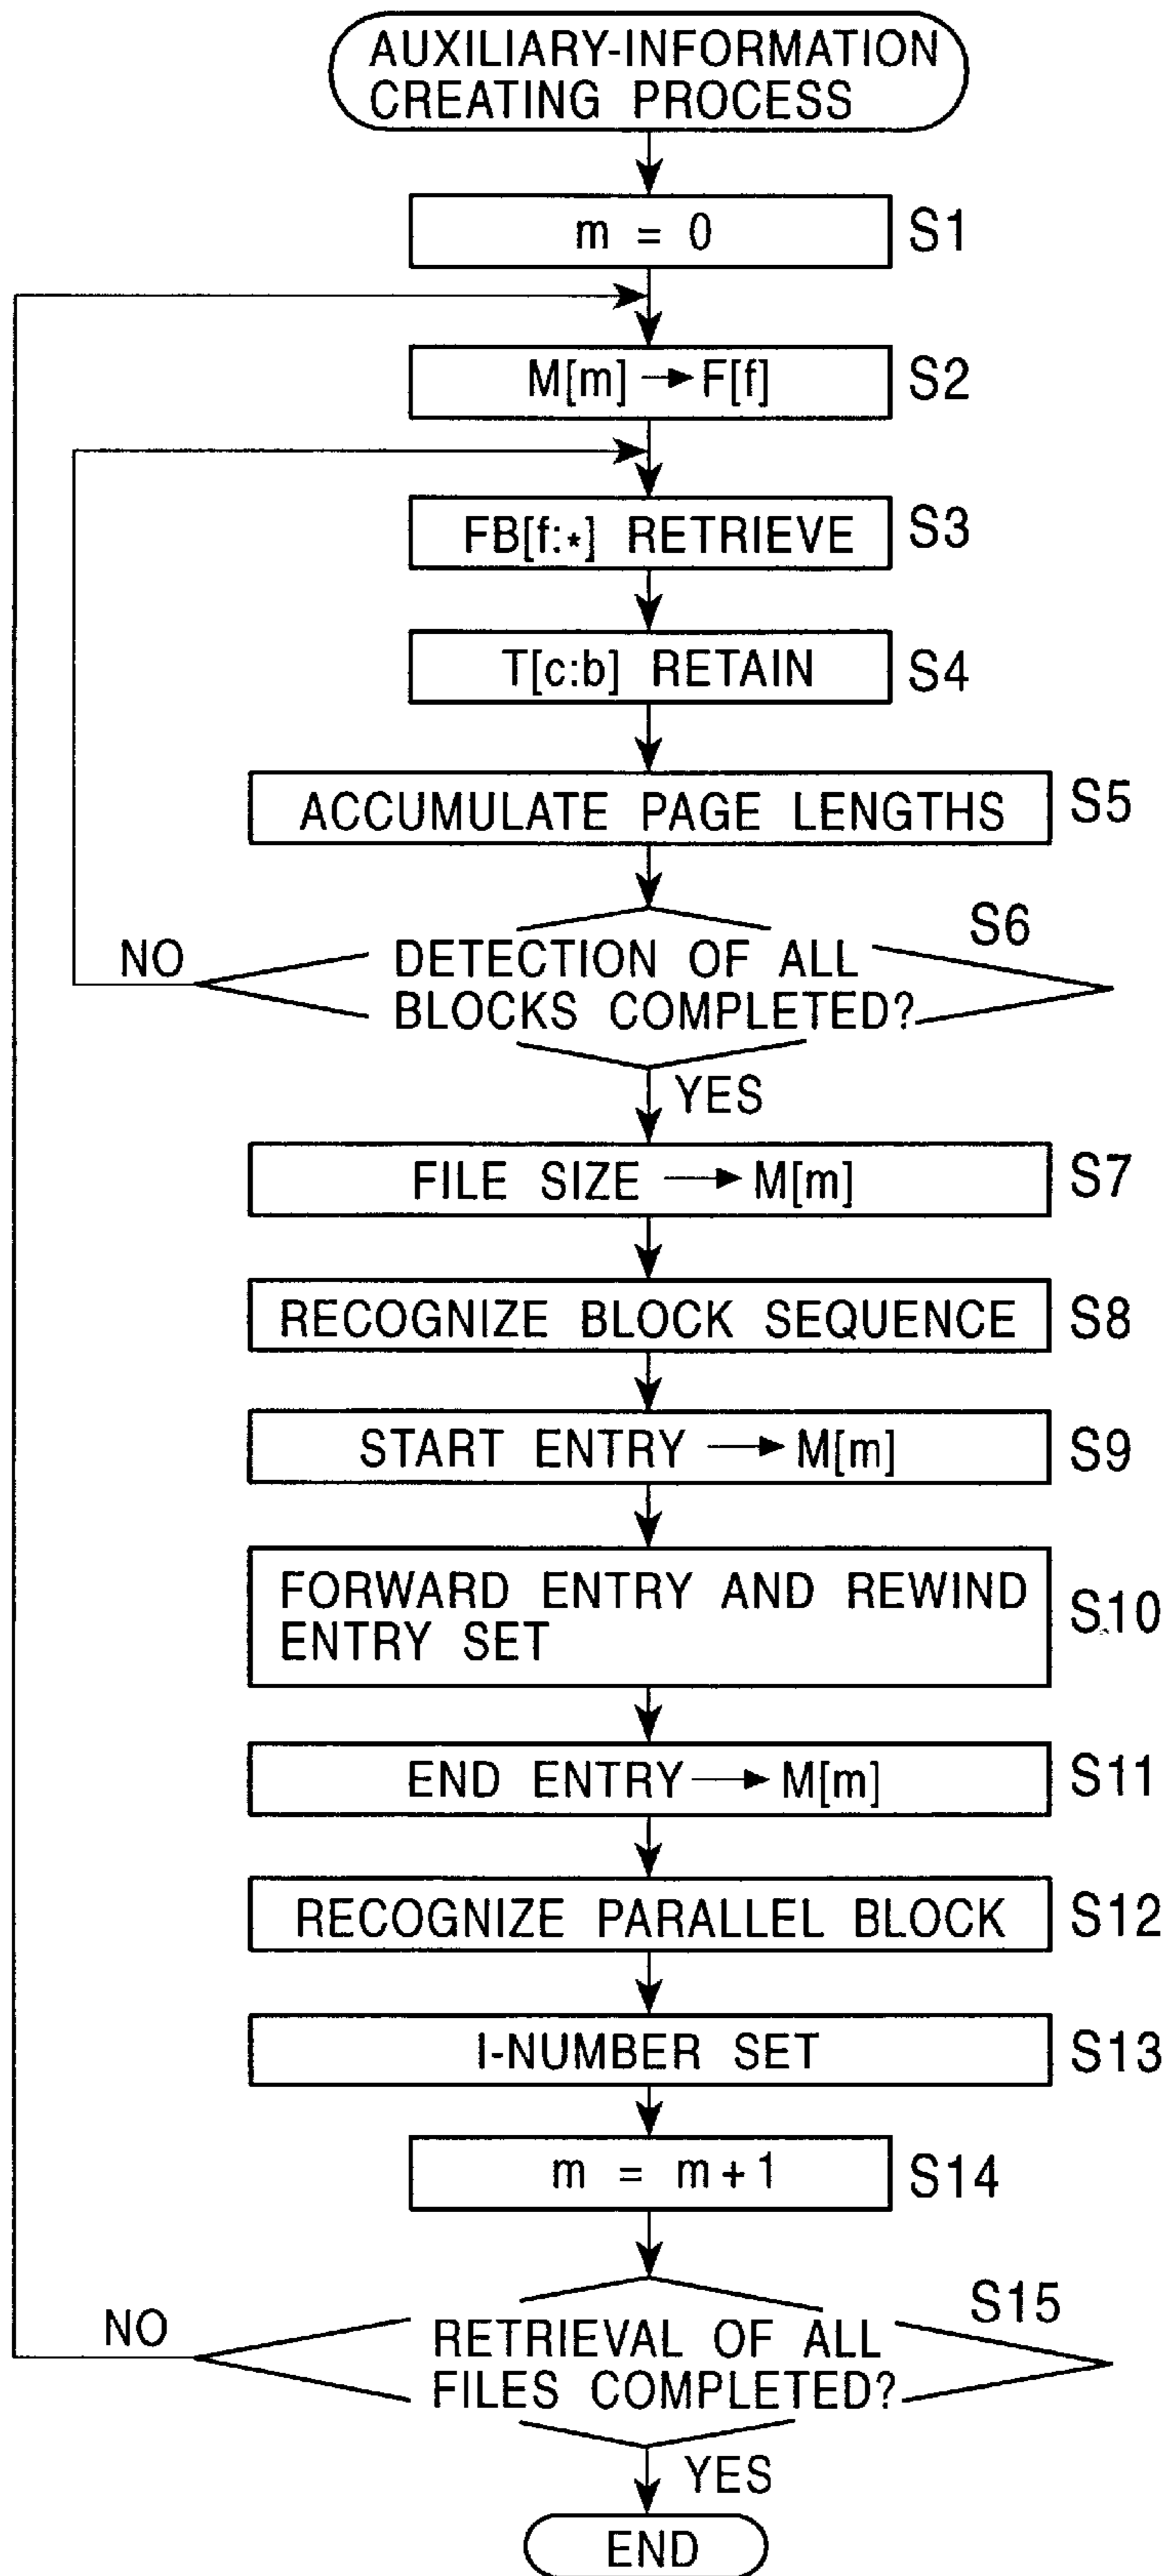 AUXILIARY-INFORMATION
CREATING PROCESS
m = 0 S1
M[m] → F[f] S2
FB[f:*] RETRIEVE S3
T[c:b] RETAIN S4
ACCUMULATE PAGE LENGTHS S5
S6
NO DETECTION OF ALL
BLOCKS COMPLETED?
YES
FILE SIZE → M[m] S7
RECOGNIZE BLOCK SEQUENCE S8
START ENTRY → M[m] S9
FORWARD ENTRY AND REWIND
ENTRY SET S10
END ENTRY → M[m] S11
RECOGNIZE PARALLEL BLOCK S12
I-NUMBER SET S13
m = m+1 S14
S15
NO RETRIEVAL OF ALL
FILES COMPLETED?
YES
END